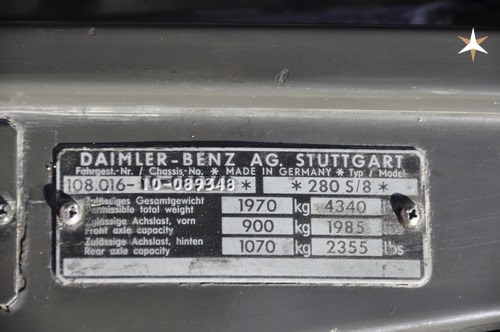 DAIMLER-BENZ AG. STUTTGART
Fahrgest.-Nr. / Chassis-No. ★ MADE IN GERMANY ★ Typ / Model
108.016-10-089348 * * 280 S/8 *
Zulässiges Gesamtgewicht
Permissible total weight 1970 kg 4340
Zulässige Achslast, vorn
Front axle capacity 900 1985
Zulässige Achslast, hinten
Rear axle capacity 1070 kg 2355 lbs